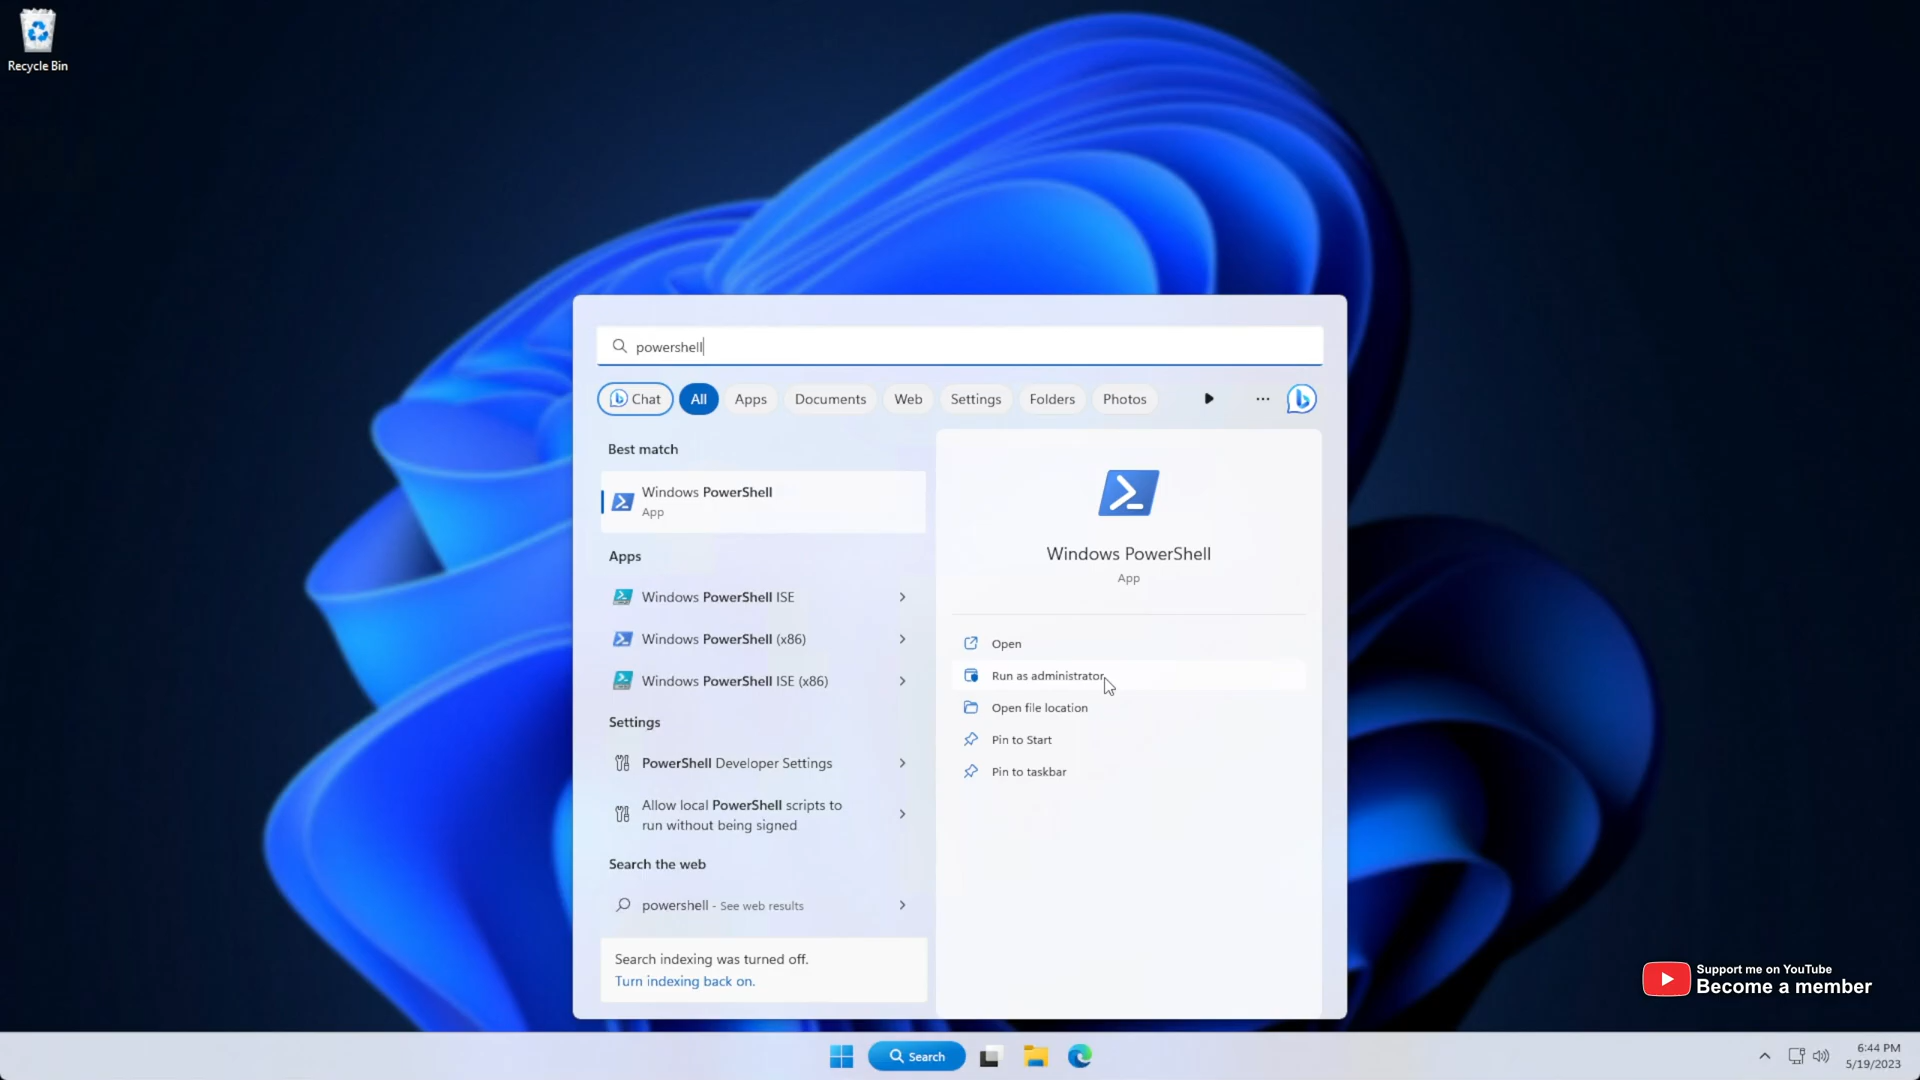 Recycle Bin
powershell
Chat
All
Apps
Documents
Web
Settings
Folders
Photos
Best match
Windows PowerShell
App
Apps
Windows PowerShell ISE
Windows PowerShell (x86)
Windows PowerShell ISE (x86)
Settings
PowerShell Developer Settings
Allow local PowerShell scripts to
run without being signed
Search the web
powershell - See web results
Search indexing was turned off.
Turn indexing back on.
Windows PowerShell
App
Open
Run as administrator
Open file location
Pin to Start
Pin to taskbar
Support me on YouTube
Become a member
Search
6:44 PM
5/19/2023